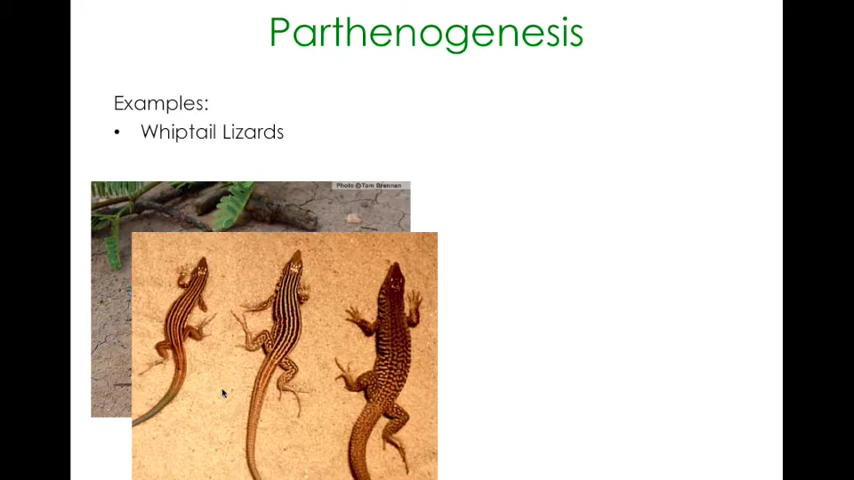 Parthenogenesis
Examples:
• Whiptail Lizards
Photo © Tom Brennan